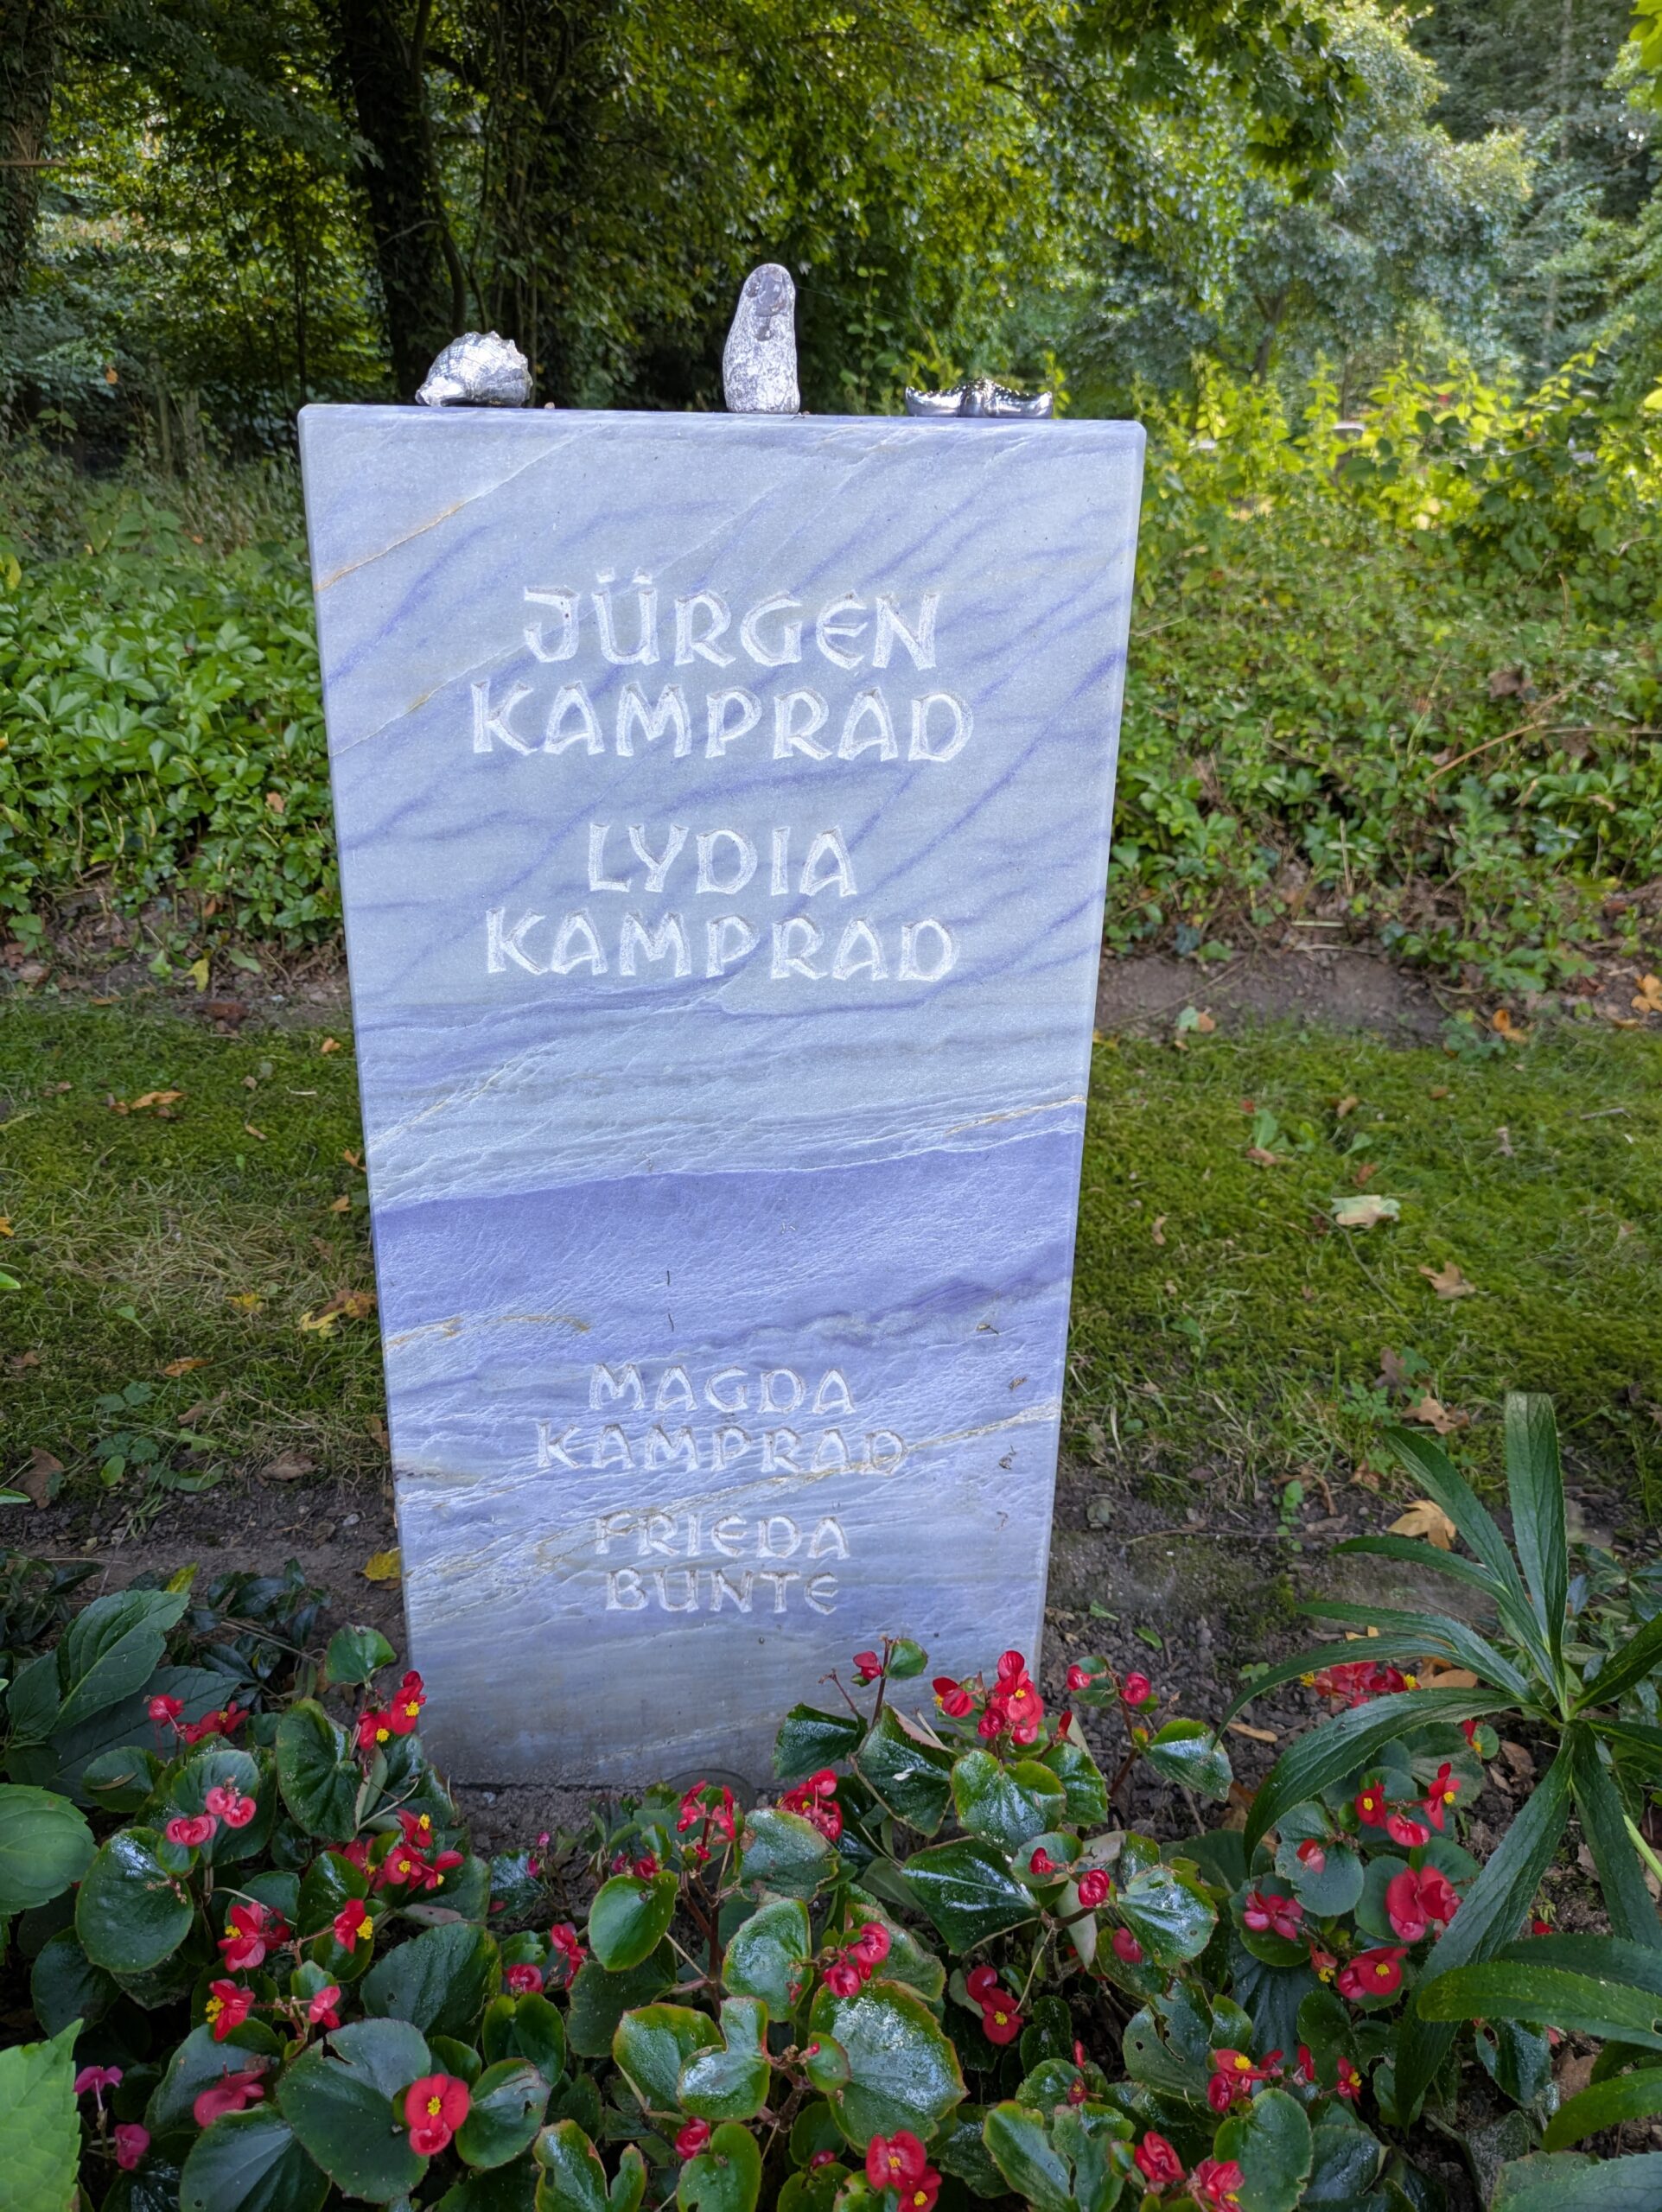 JÜRGEN
KAMPRAD
LYDIA
KAMPRAD
MAGDA
KAMPRAD
FRIEDA
BUNTE